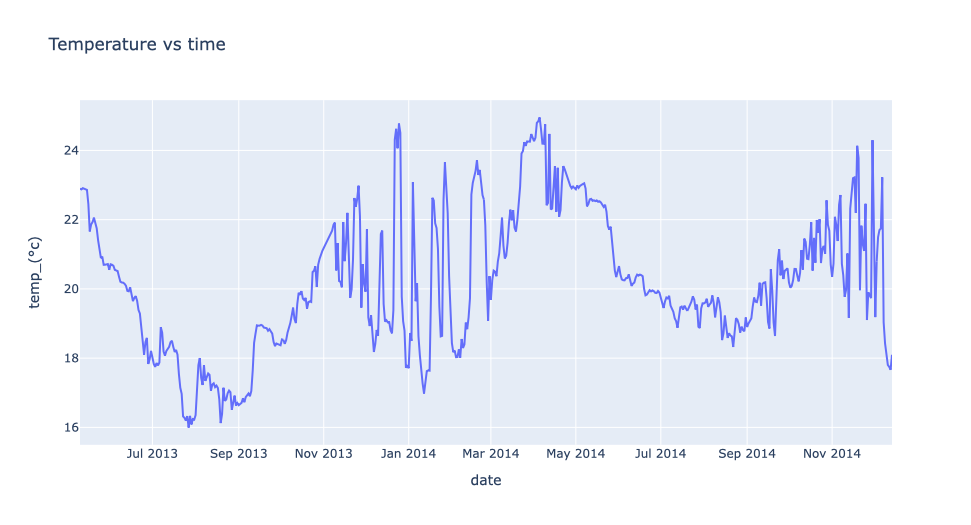 Temperature vs time
temp_(°c)
24
22
20
18
16
Jul 2013 Sep 2013 Nov 2013 Jan 2014 Mar 2014 May 2014 Jul 2014 Sep 2014 Nov 2014
date